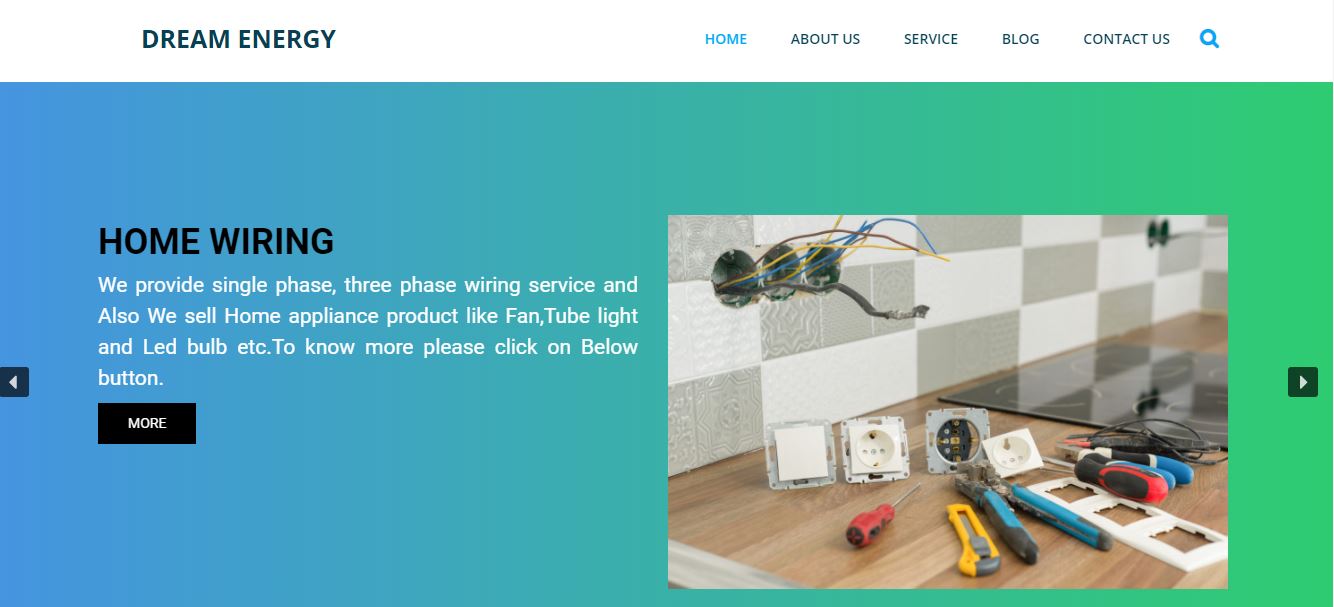 DREAM ENERGY
HOME ABOUT US SERVICE BLOG CONTACT US
HOME WIRING
We provide single phase, three phase wiring service and
Also We sell Home appliance product like Fan,Tube light
and Led bulb etc.To know more please click on Below
button.
MORE